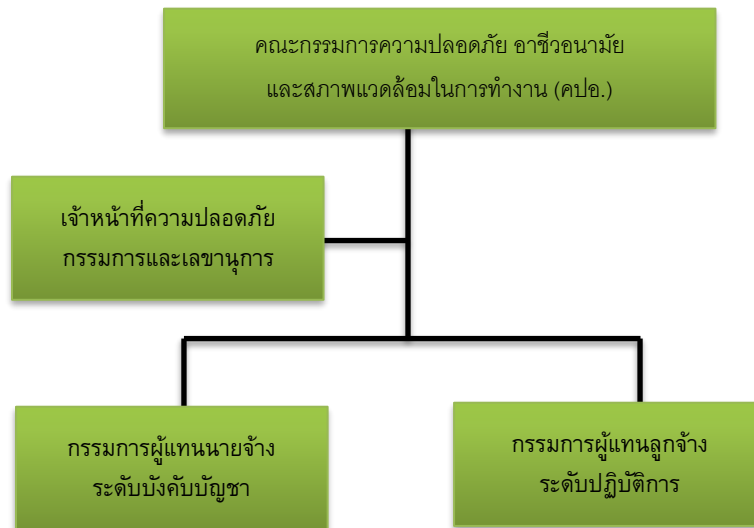 คณะกรรมการความปลอดภัย อาชีวอนามัย
และสภาพแวดล้อมในการทำงาน (คปอ.)
เจ้าหน้าที่ความปลอดภัย
กรรมการและเลขานุการ
กรรมการผู้แทนนายจ้าง
ระดับบังคับบัญชา
กรรมการผู้แทนลูกจ้าง
ระดับปฏิบัติการ